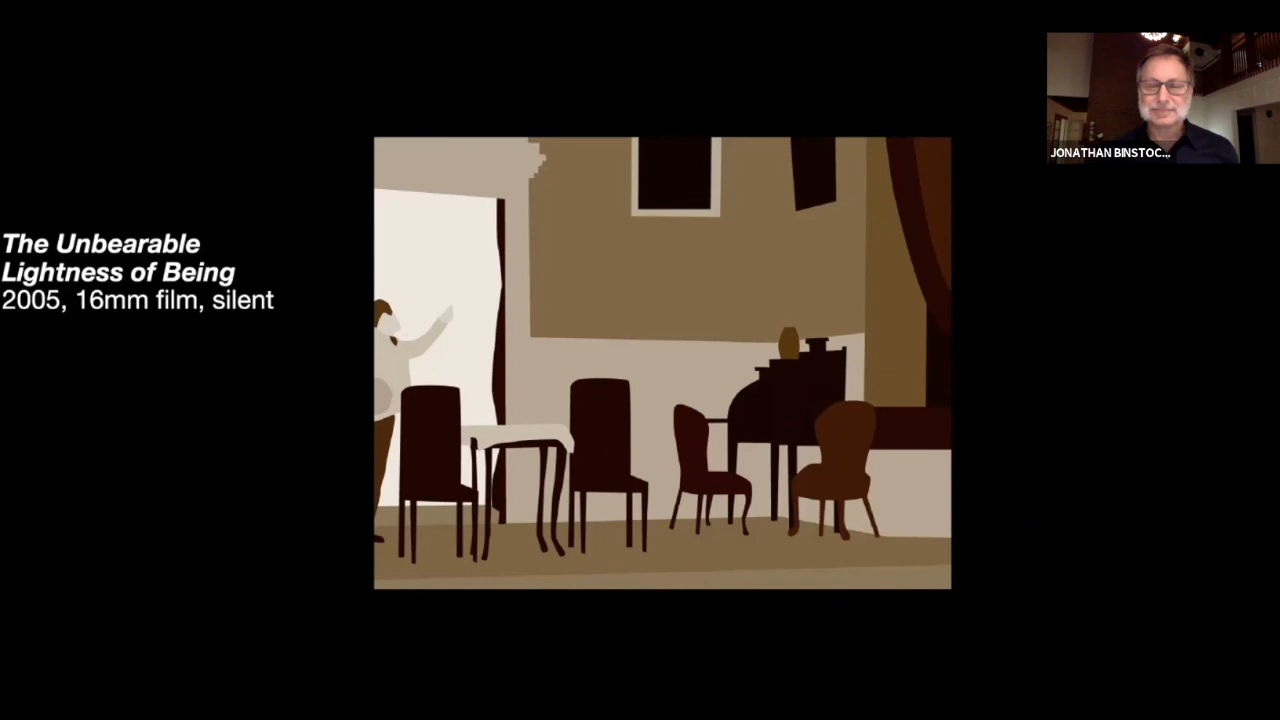 The Unbearable
Lightness of Being
2005, 16mm film, silent
JONATHAN BINSTOC...